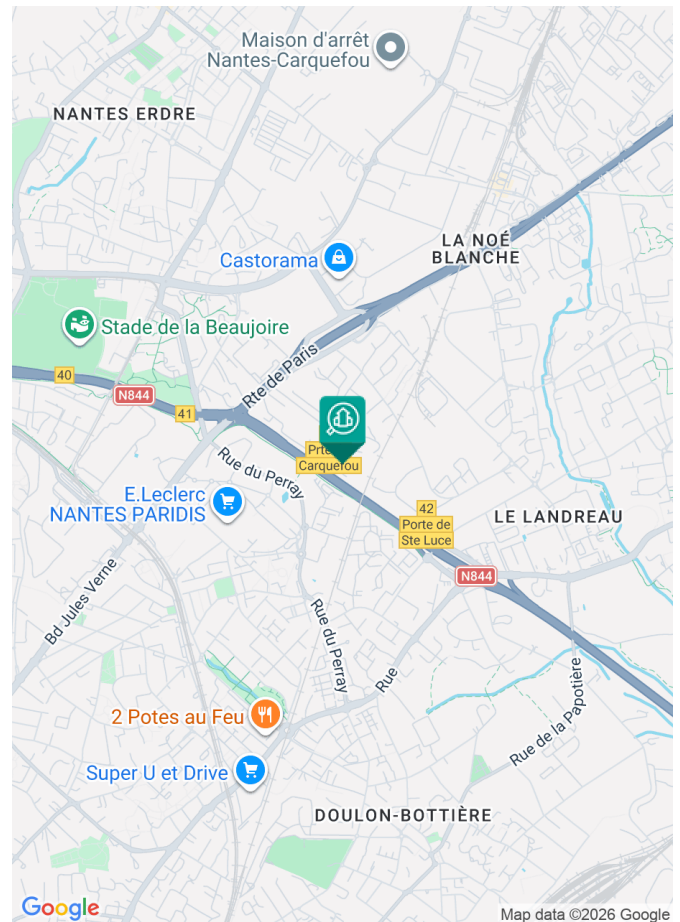 Maison d'arrêt
Nantes-Carquefou
NANTES ERDRE
LA NOÉ
BLANCHE
Castorama
Stade de la Beaujoire
Rte de Paris
40
N844
41
Carquefou
Rue du Perray
E.Leclerc
NANTES PARIDIS
42
Porte de
Ste Luce
LE LANDREAU
N844
Bd Jules Verne
Rue du Perray
Rue
Rue de la Papotière
2 Potes au Feu
Super U et Drive
DOULON-BOTTIÈRE
Google
Map data ©2026 Google